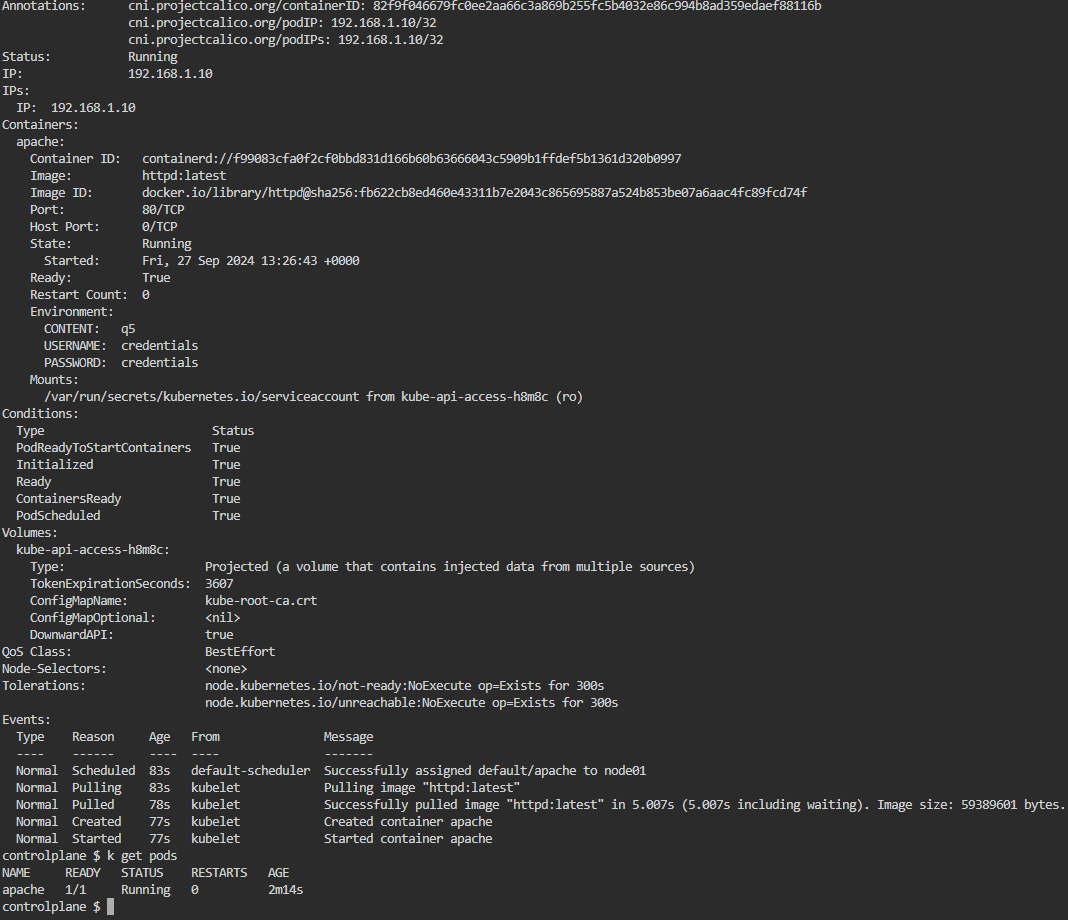 Annotations:      cni.projectcalico.org/containerID: 82f9f046679fc0ee2aa66c3a869b255fc5b4032e86c994b8ad359edaef88116b
                  cni.projectcalico.org/podIP: 192.168.1.10/32
                  cni.projectcalico.org/podIPs: 192.168.1.10/32
Status:           Running
IP:               192.168.1.10
IPs:
  IP:  192.168.1.10
Containers:
  apache:
    Container ID:   containerd://f99083cfa0f2cf0bbd831d166b60b63666043c5909b1ffdef5b1361d320b0997
    Image:          httpd:latest
    Image ID:       docker.io/library/httpd@sha256:fb622cb8ed460e43311b7e2043c865695887a524b853be07a6aac4fc89fcd74f
    Port:           80/TCP
    Host Port:      0/TCP
    State:          Running
      Started:      Fri, 27 Sep 2024 13:26:43 +0000
    Ready:          True
    Restart Count:  0
    Environment:
      CONTENT:   q5
      USERNAME:  credentials
      PASSWORD:  credentials
    Mounts:
      /var/run/secrets/kubernetes.io/serviceaccount from kube-api-access-h8m8c (ro)
Conditions:
  Type                        Status
  PodReadyToStartContainers   True
  Initialized                 True
  Ready                       True
  ContainersReady             True
  PodScheduled                True
Volumes:
  kube-api-access-h8m8c:
    Type:                    Projected (a volume that contains injected data from multiple sources)
    TokenExpirationSeconds:  3607
    ConfigMapName:           kube-root-ca.crt
    ConfigMapOptional:       <nil>
    DownwardAPI:             true
QoS Class:                   BestEffort
Node-Selectors:              <none>
Tolerations:                 node.kubernetes.io/not-ready:NoExecute op=Exists for 300s
                             node.kubernetes.io/unreachable:NoExecute op=Exists for 300s
Events:
  Type    Reason     Age   From               Message
  ----    ------     ----  ----               -------
  Normal  Scheduled  83s   default-scheduler  Successfully assigned default/apache to node01
  Normal  Pulling    83s   kubelet            Pulling image "httpd:latest"
  Normal  Pulled     78s   kubelet            Successfully pulled image "httpd:latest" in 5.007s (5.007s including waiting). Image size: 59389601 bytes.
  Normal  Created    77s   kubelet            Created container apache
  Normal  Started    77s   kubelet            Started container apache
controlplane $ k get pods
NAME     READY   STATUS    RESTARTS   AGE
apache   1/1     Running   0          2m14s
controlplane $